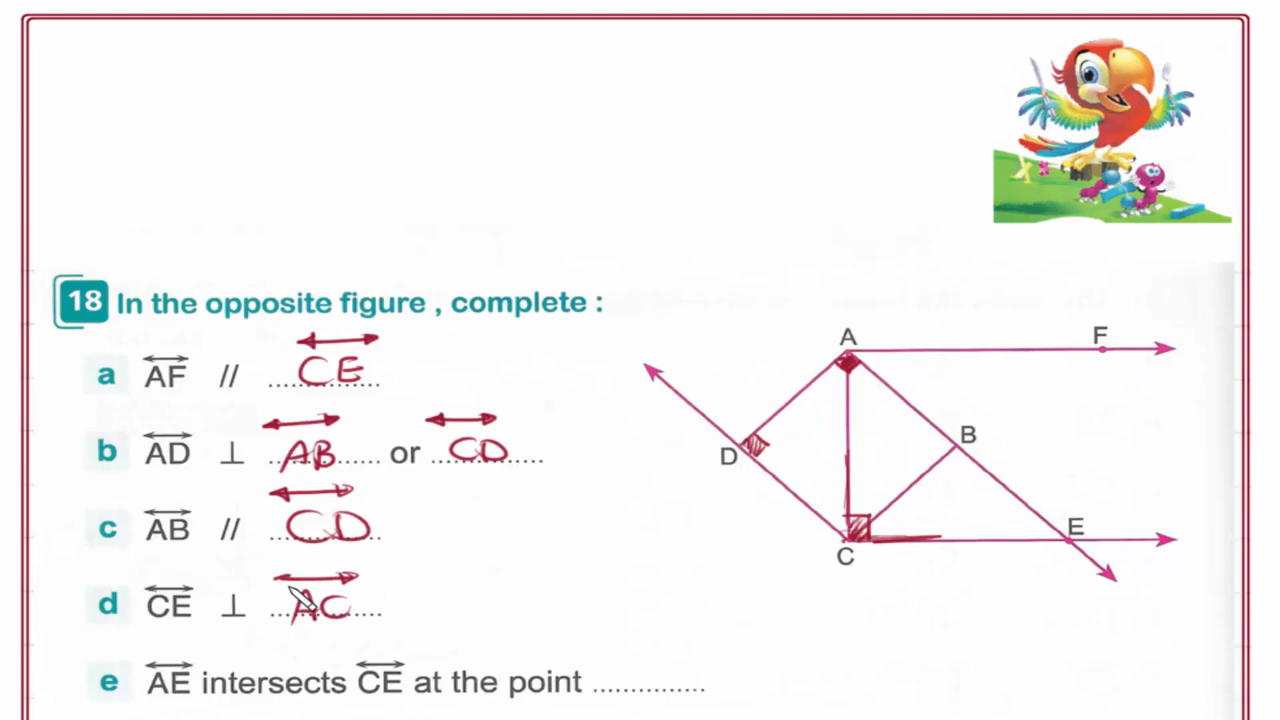 18 In the opposite figure , complete :
a AF // CE
b AD ⊥ AB or CD
c AB // CD
d CE ⊥ AC
e AE intersects CE at the point ...............
A
F
B
D
E
C